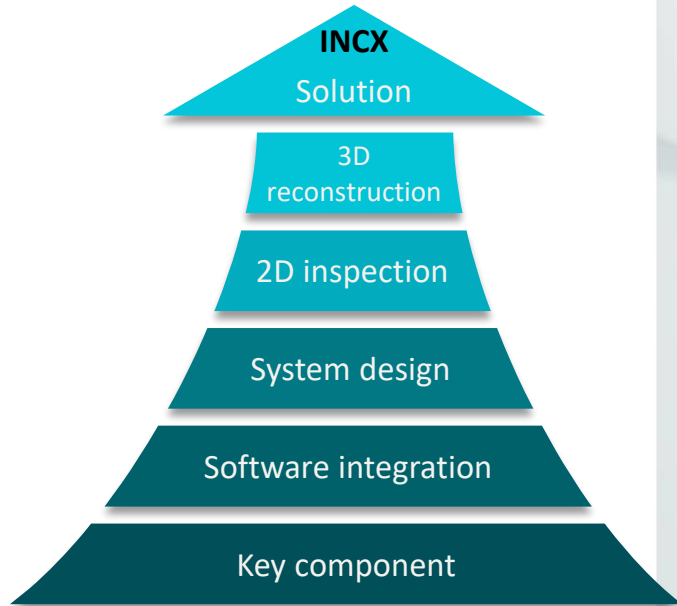 INCX
Solution
3D
reconstruction
2D inspection
System design
Software integration
Key component